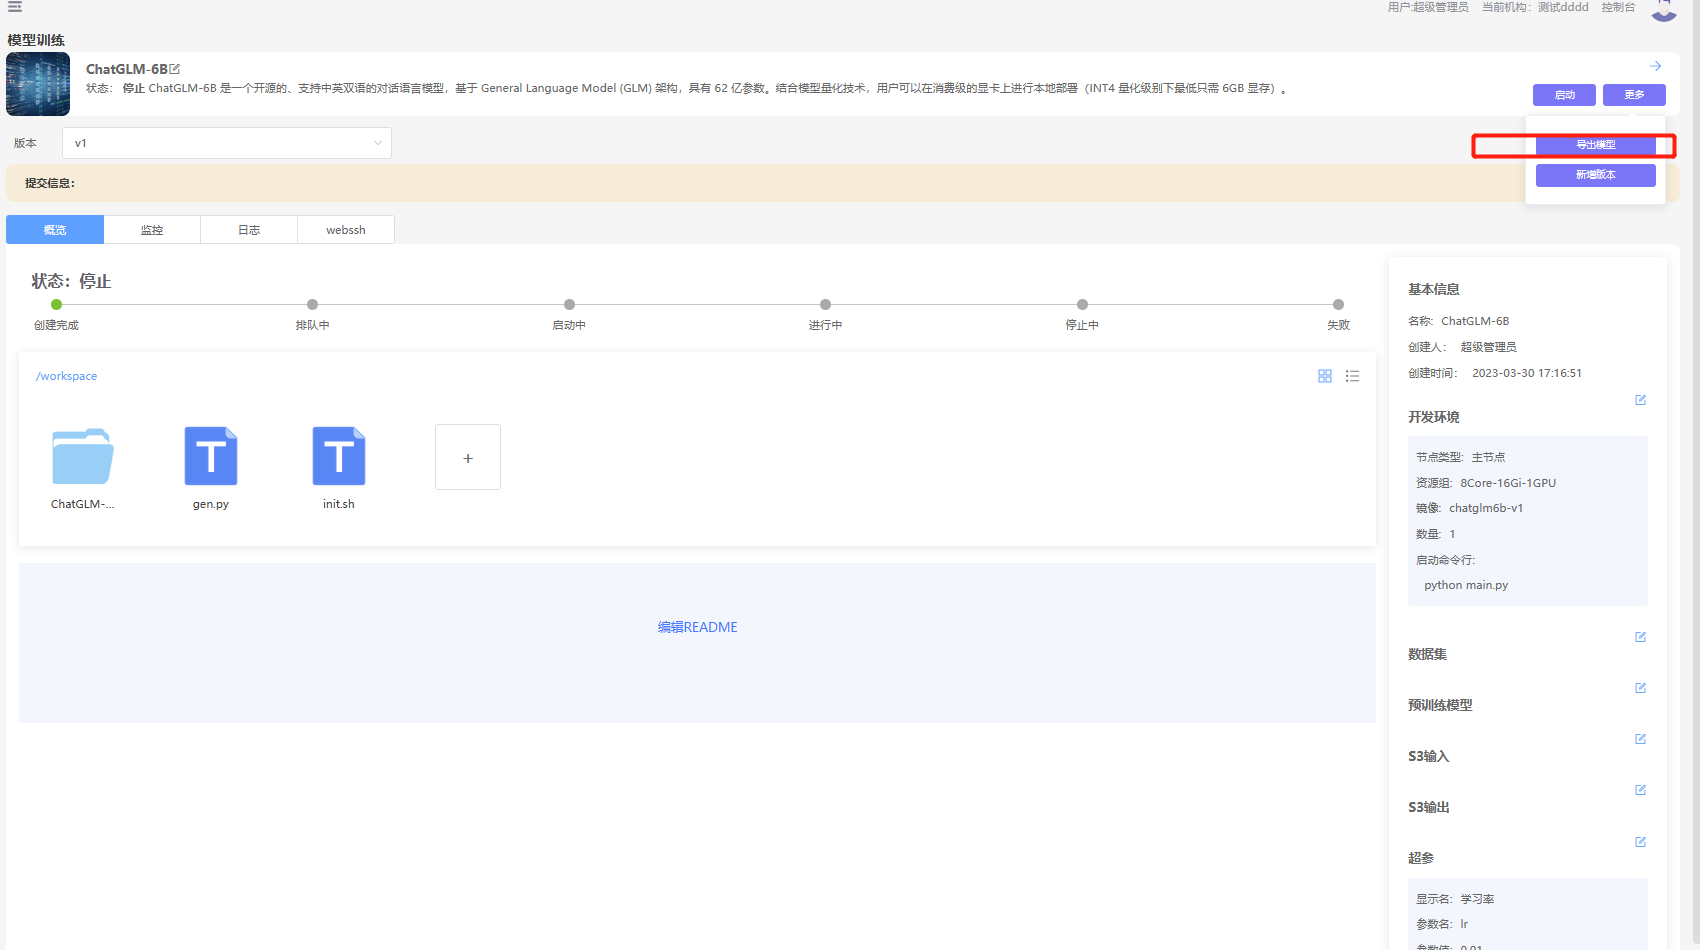 用户:超级管理员 当前机构：测试dddd 控制台
模型训练
ChatGLM-6B
状态： 停止 ChatGLM-6B 是一个开源的、支持中英双语的对话语言模型，基于 General Language Model (GLM) 架构，具有 62 亿参数。结合模型量化技术，用户可以在消费级的显卡上进行本地部署（INT4 量化级别下最低只需 6GB 显存）。
启动 更多
版本 v1
导出模型
新增版本
提交信息：
概览 监控 日志 webssh
状态：停止
创建完成 排队中 启动中 进行中 停止中 失败
/workspace
ChatGLM-... gen.py init.sh
+
编辑README
基本信息
名称: ChatGLM-6B
创建人： 超级管理员
创建时间： 2023-03-30 17:16:51
开发环境
节点类型: 主节点
资源组: 8Core-16Gi-1GPU
镜像: chatglm6b-v1
数量: 1
启动命令行:
python main.py
数据集
预训练模型
S3输入
S3输出
超参
显示名: 学习率
参数名: lr
参数值: 0.01